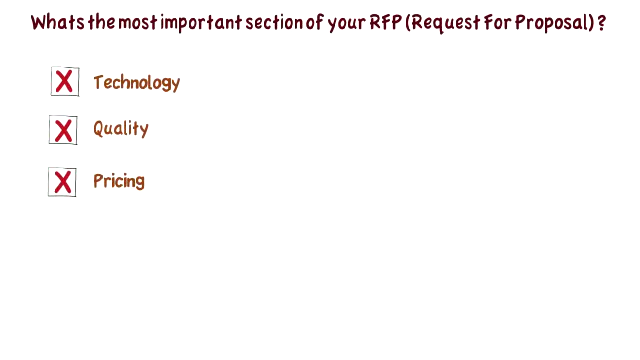 Whats the most important section of your RFP (Request For Proposal) ?
X Technology
X Quality
X Pricing